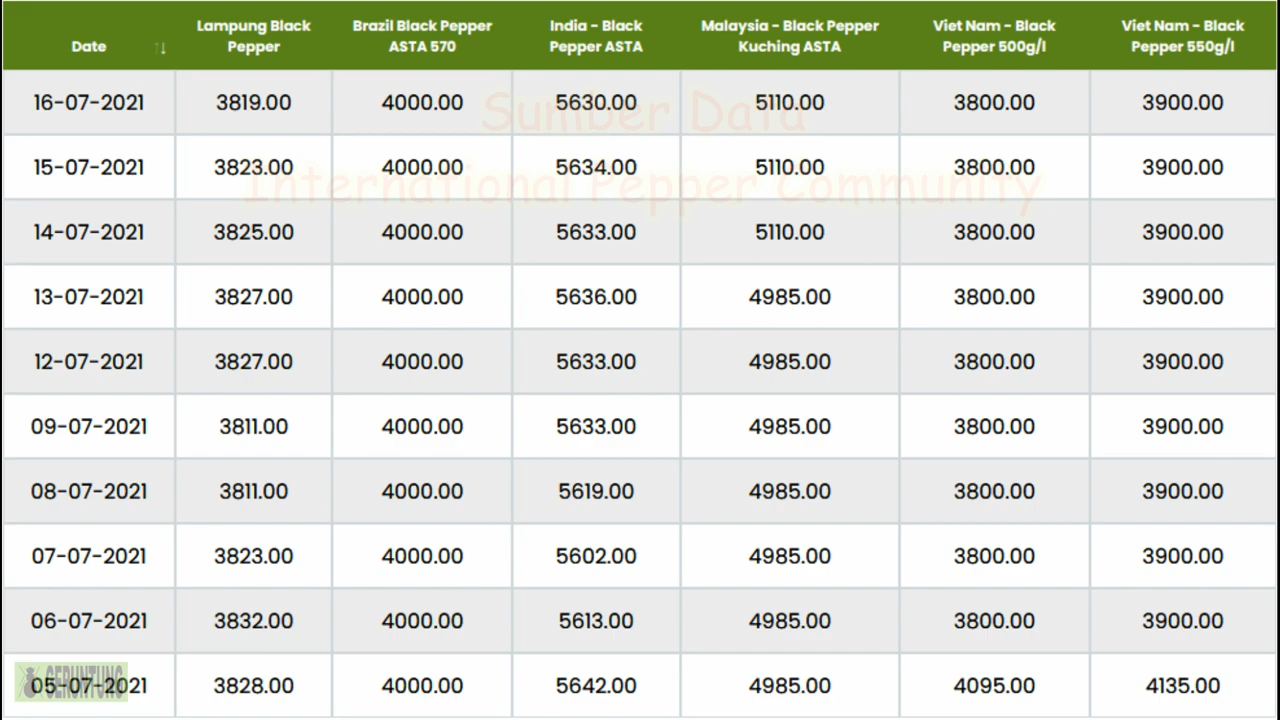 Date
Lampung Black Pepper
Brazil Black Pepper ASTA 570
India - Black Pepper ASTA
Malaysia - Black Pepper Kuching ASTA
Viet Nam - Black Pepper 500g/l
Viet Nam - Black Pepper 550g/l
16-07-2021 3819.00 4000.00 5630.00 5110.00 3800.00 3900.00
Sumber Data
15-07-2021 3823.00 4000.00 5634.00 5110.00 3800.00 3900.00
International Pepper Community
14-07-2021 3825.00 4000.00 5633.00 5110.00 3800.00 3900.00
13-07-2021 3827.00 4000.00 5636.00 4985.00 3800.00 3900.00
12-07-2021 3827.00 4000.00 5633.00 4985.00 3800.00 3900.00
09-07-2021 3811.00 4000.00 5633.00 4985.00 3800.00 3900.00
08-07-2021 3811.00 4000.00 5619.00 4985.00 3800.00 3900.00
07-07-2021 3823.00 4000.00 5602.00 4985.00 3800.00 3900.00
06-07-2021 3832.00 4000.00 5613.00 4985.00 3800.00 3900.00
GERUNTUNG
05-07-2021 3828.00 4000.00 5642.00 4985.00 4095.00 4135.00